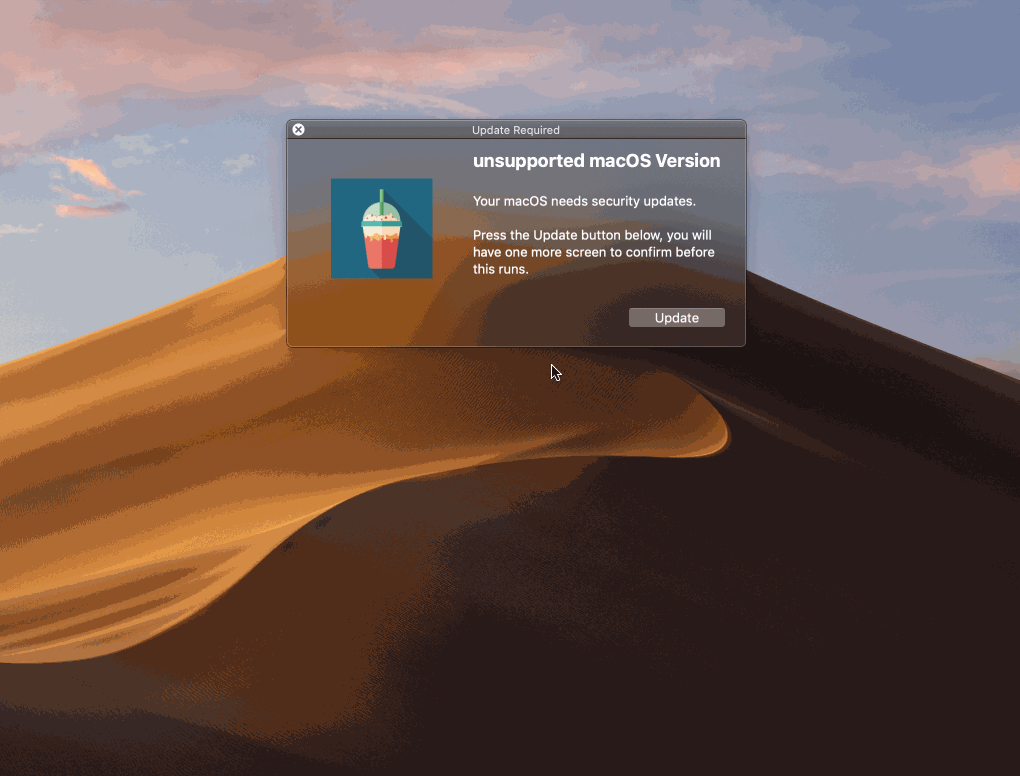 Update Required
unsupported macOS Version
Your macOS needs security updates.
Press the Update button below, you will
have one more screen to confirm before
this runs.
Update